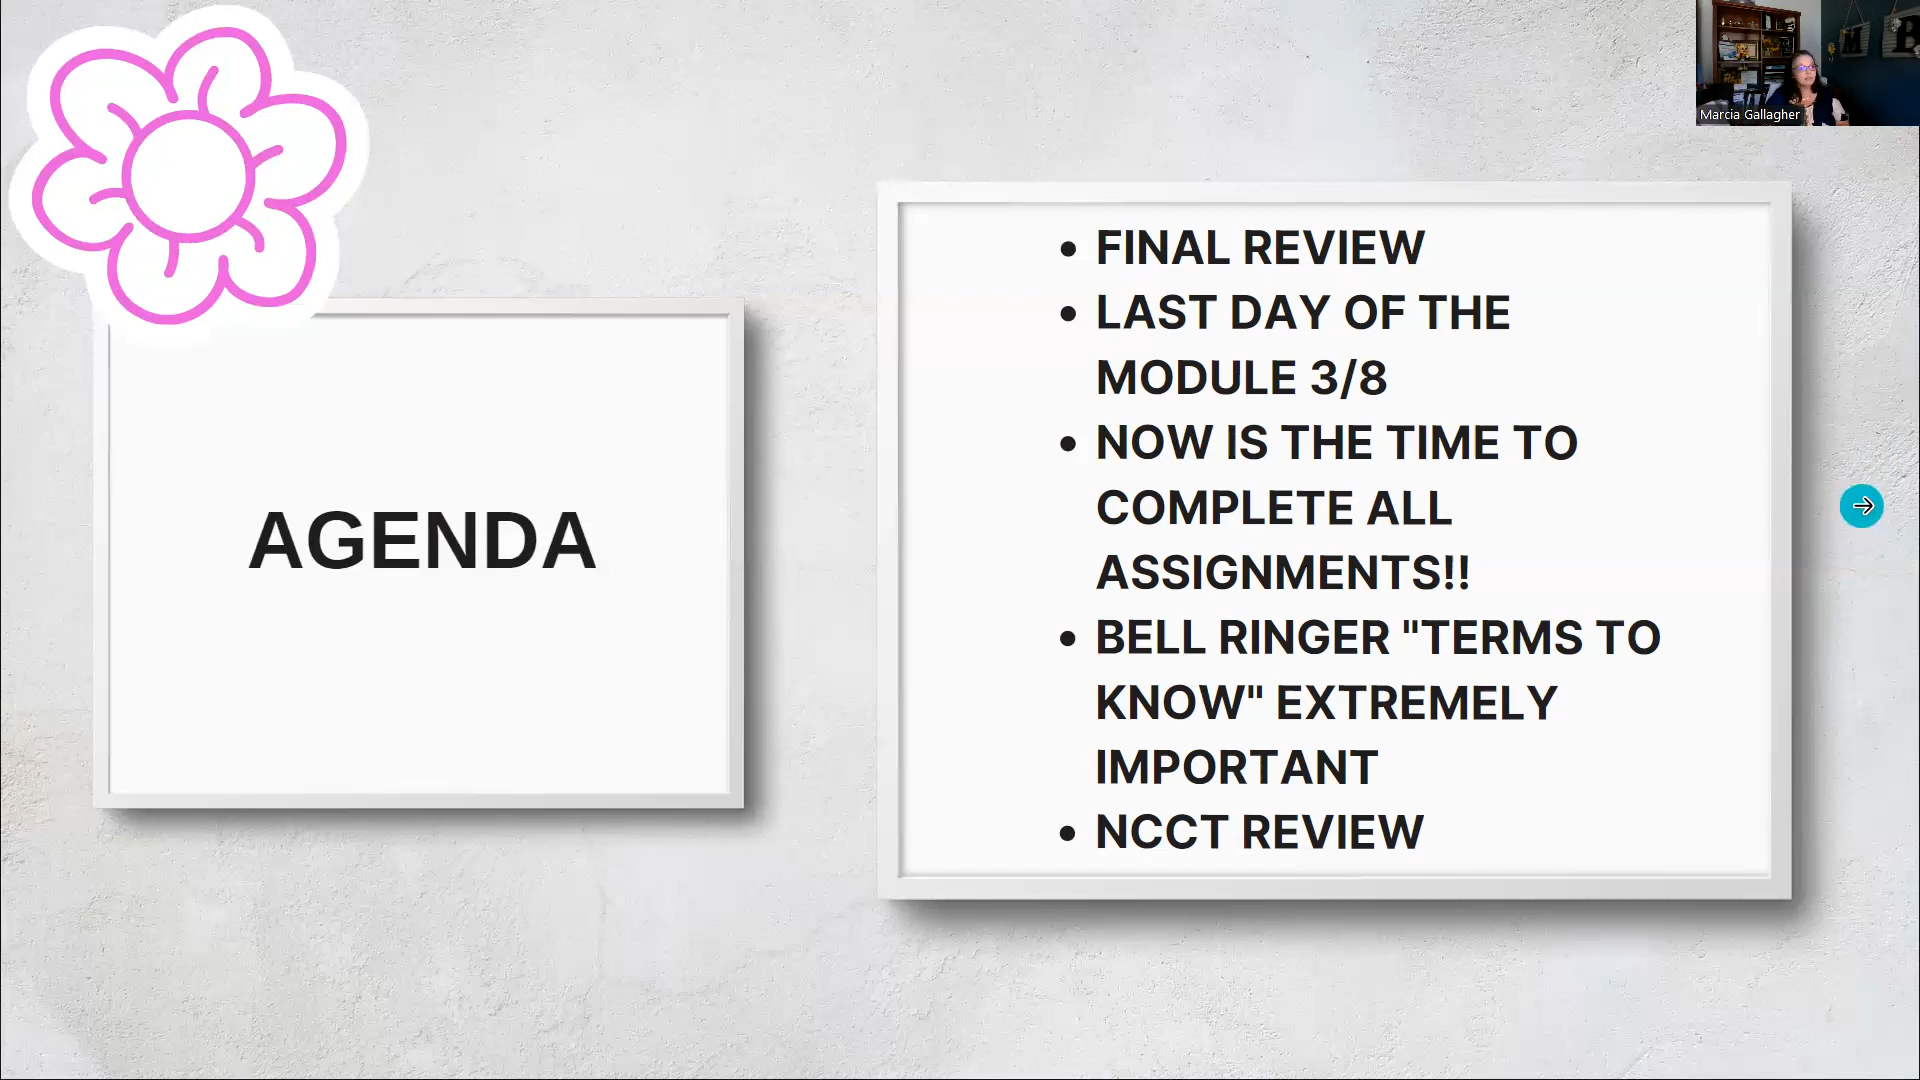 Marcia Gallagher
AGENDA
• FINAL REVIEW
• LAST DAY OF THE
MODULE 3/8
• NOW IS THE TIME TO
COMPLETE ALL
ASSIGNMENTS!!
• BELL RINGER "TERMS TO
KNOW" EXTREMELY
IMPORTANT
• NCCT REVIEW
M
B